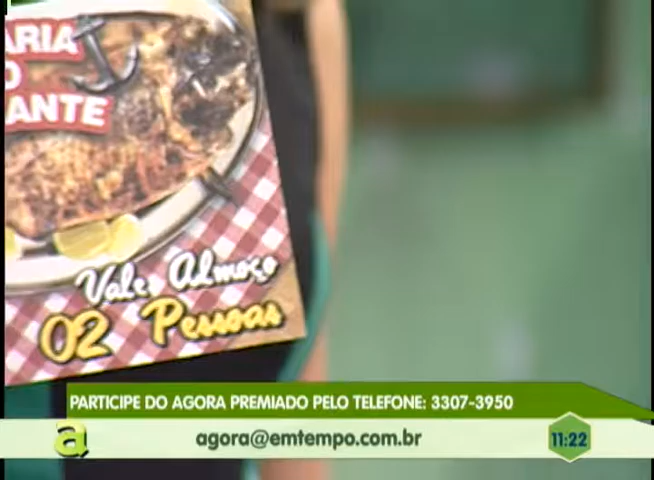 ARIA
O
ANTE
Vale Almoço
02 Pessoas
PARTICIPE DO AGORA PREMIADO PELO TELEFONE: 3307-3950
a
agora@emtempo.com.br
11:22